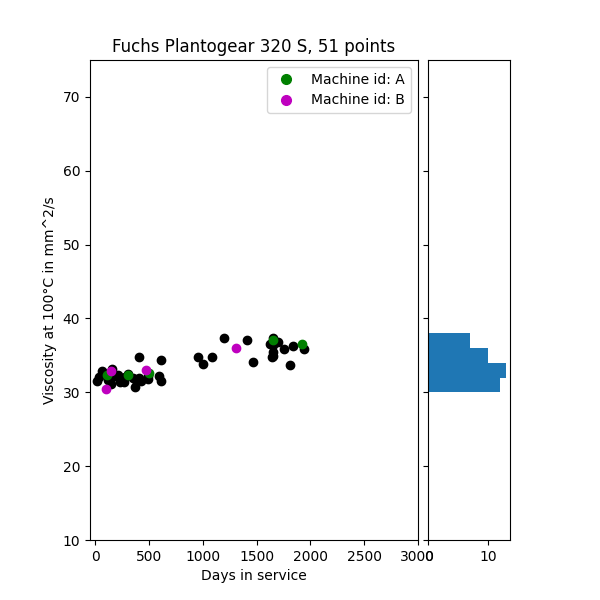 Fuchs Plantogear 320 S, 51 points
Machine id: A
Machine id: B
Viscosity at 100°C in mm^2/s
70
60
50
40
30
20
10
0 500 1000 1500 2000 2500 3000
0 10
Days in service